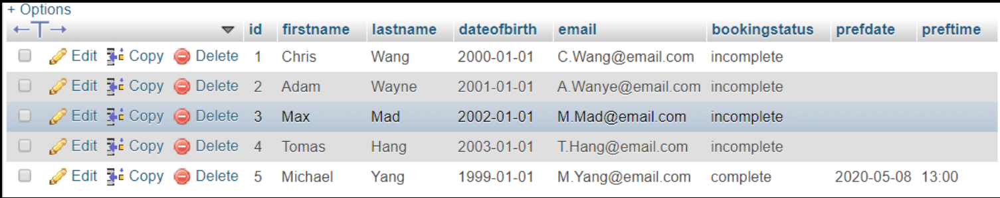 + Options
←T→ id firstname lastname dateofbirth email bookingstatus prefdate preftime
Edit Copy Delete 1 Chris Wang 2000-01-01 C.Wang@email.com incomplete
Edit Copy Delete 2 Adam Wayne 2001-01-01 A.Wanye@email.com incomplete
Edit Copy Delete 3 Max Mad 2002-01-01 M.Mad@email.com incomplete
Edit Copy Delete 4 Tomas Hang 2003-01-01 T.Hang@email.com incomplete
Edit Copy Delete 5 Michael Yang 1999-01-01 M.Yang@email.com complete 2020-05-08 13:00